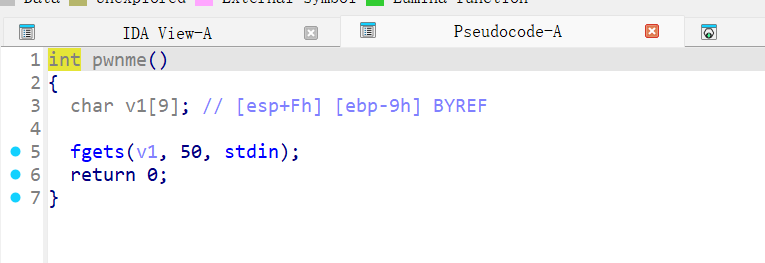 Data Unexplored External symbol Lumina function
IDA View-A Pseudocode-A
1 int pwnme()
2 {
3 char v1[9]; // [esp+Fh] [ebp-9h] BYREF
4
5 fgets(v1, 50, stdin);
6 return 0;
7 }